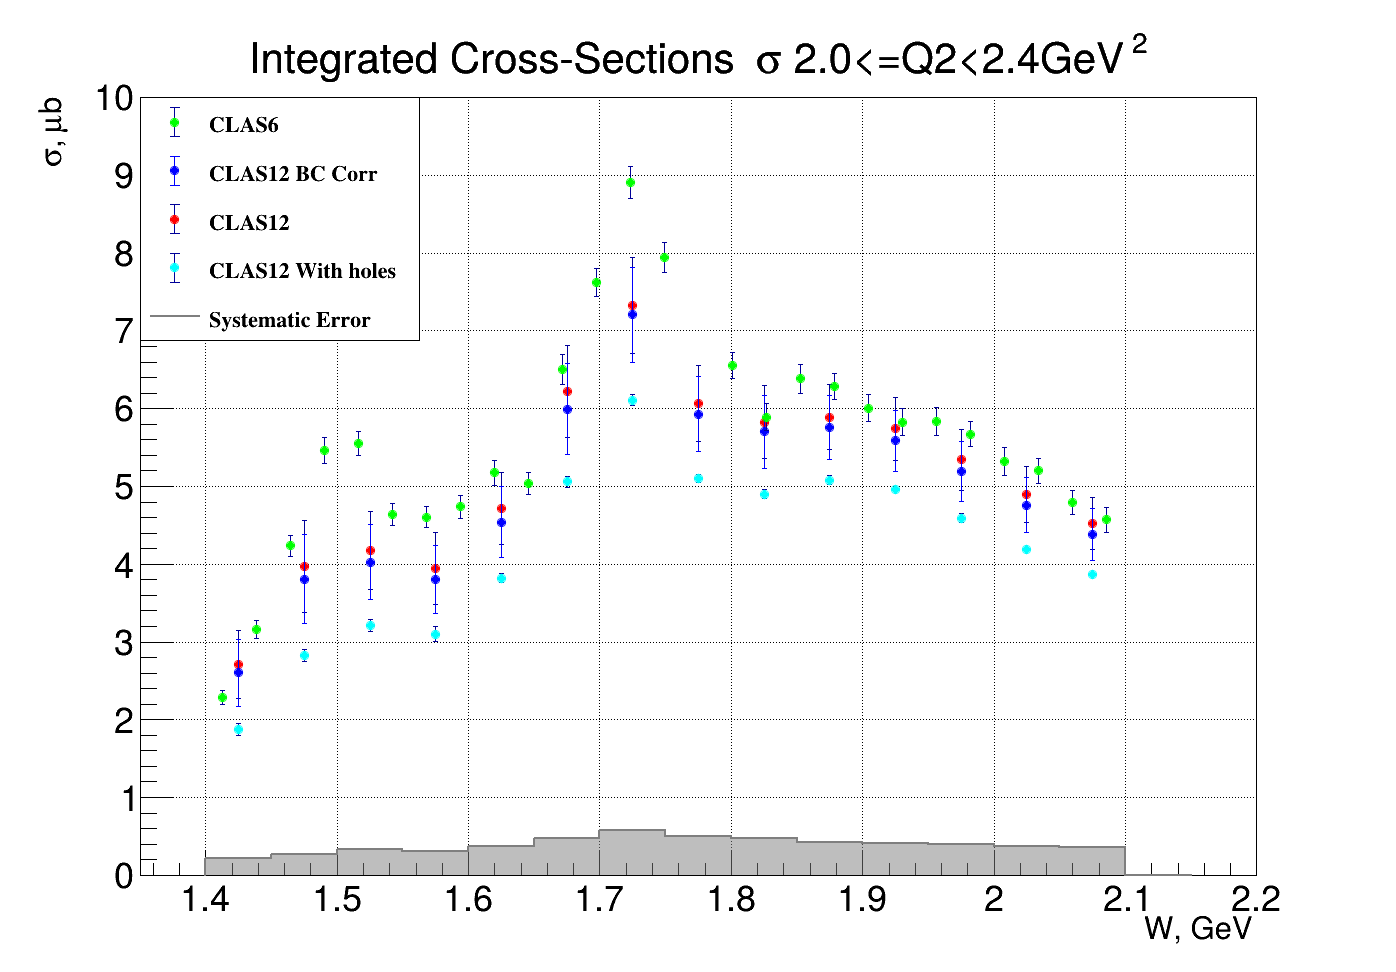 Integrated Cross-Sections σ 2.0<=Q2<2.4GeV 2
σ, μb
10
9
8
7
6
5
4
3
2
1
0
CLAS6
CLAS12 BC Corr
CLAS12
CLAS12 With holes
Systematic Error
1.4 1.5 1.6 1.7 1.8 1.9 2 2.1 2.2
W, GeV